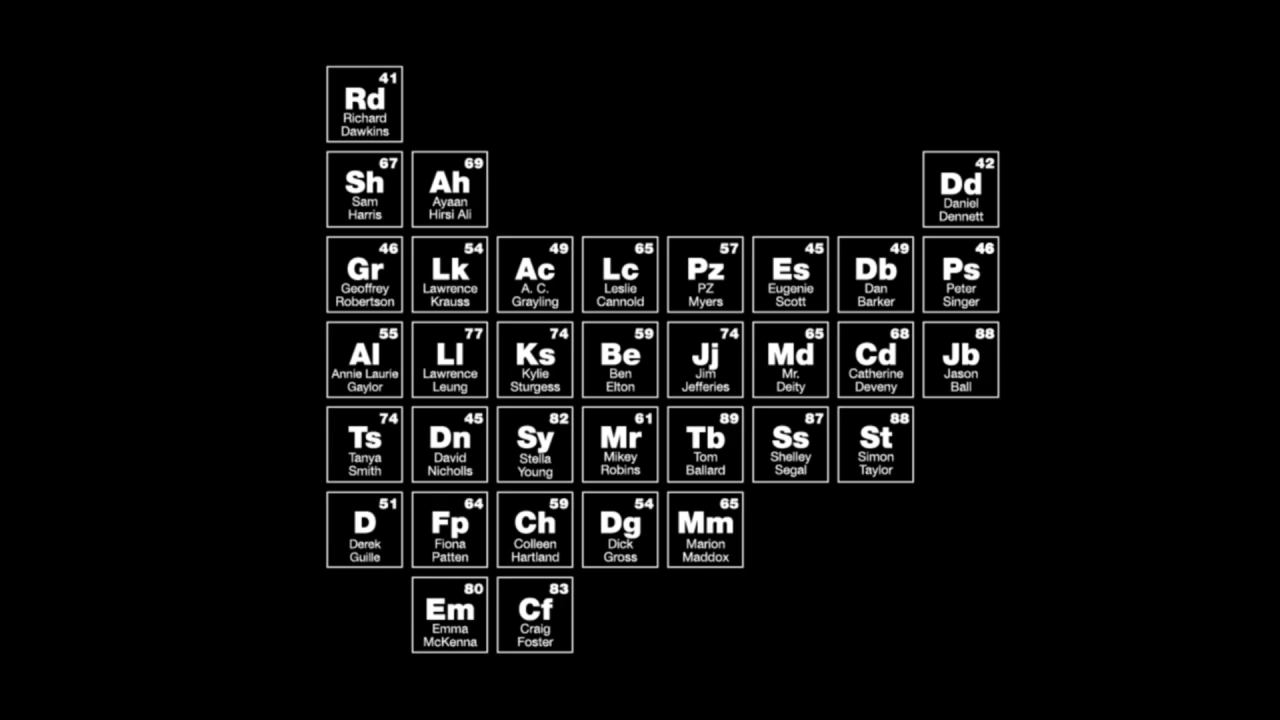 41
Rd
Richard
Dawkins
67
Sh
Sam
Harris
69
Ah
Ayaan
Hirsi Ali
42
Dd
Daniel
Dennett
46
Gr
Geoffrey
Robertson
54
Lk
Lawrence
Krauss
49
Ac
A. C.
Grayling
65
Lc
Leslie
Cannold
57
Pz
PZ
Myers
45
Es
Eugenie
Scott
49
Db
Dan
Barker
46
Ps
Peter
Singer
55
Al
Annie Laurie
Gaylor
77
Ll
Lawrence
Leung
74
Ks
Kylie
Sturgess
59
Be
Ben
Elton
74
Jj
Jim
Jefferies
65
Md
Mr.
Deity
68
Cd
Catherine
Deveny
88
Jb
Jason
Ball
74
Ts
Tanya
Smith
45
Dn
David
Nicholls
82
Sy
Stella
Young
61
Mr
Mikey
Robins
89
Tb
Tom
Ballard
87
Ss
Shelley
Segal
88
St
Simon
Taylor
51
D
Derek
Guille
64
Fp
Fiona
Patten
59
Ch
Colleen
Hartland
54
Dg
Dick
Gross
65
Mm
Marion
Maddox
80
Em
Emma
McKenna
83
Cf
Craig
Foster